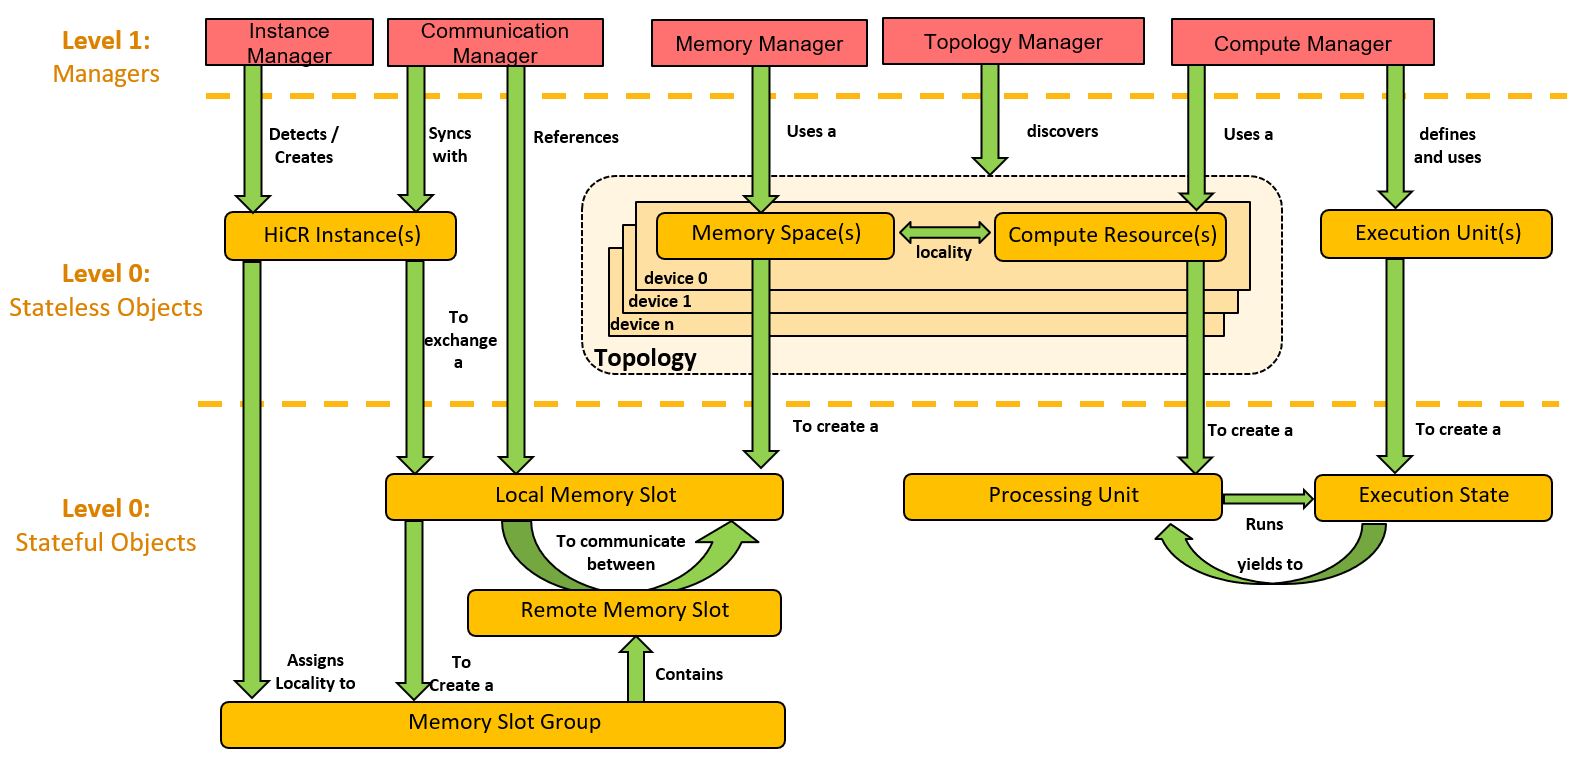 Level 1:
Managers
Instance
Manager
Communication
Manager
Memory Manager
Topology Manager
Compute Manager
Detects /
Creates
Syncs
with
References
Uses a
discovers
Uses a
defines
and uses
HiCR Instance(s)
Memory Space(s)
locality
Compute Resource(s)
Execution Unit(s)
Level 0:
Stateless Objects
device 0
device 1
device n
Topology
To
exchange
a
To create a
To create a
To create a
Level 0:
Stateful Objects
Local Memory Slot
Processing Unit
Runs
Execution State
To communicate
between
yields to
Remote Memory Slot
Assigns
Locality to
To
Create a
Contains
Memory Slot Group